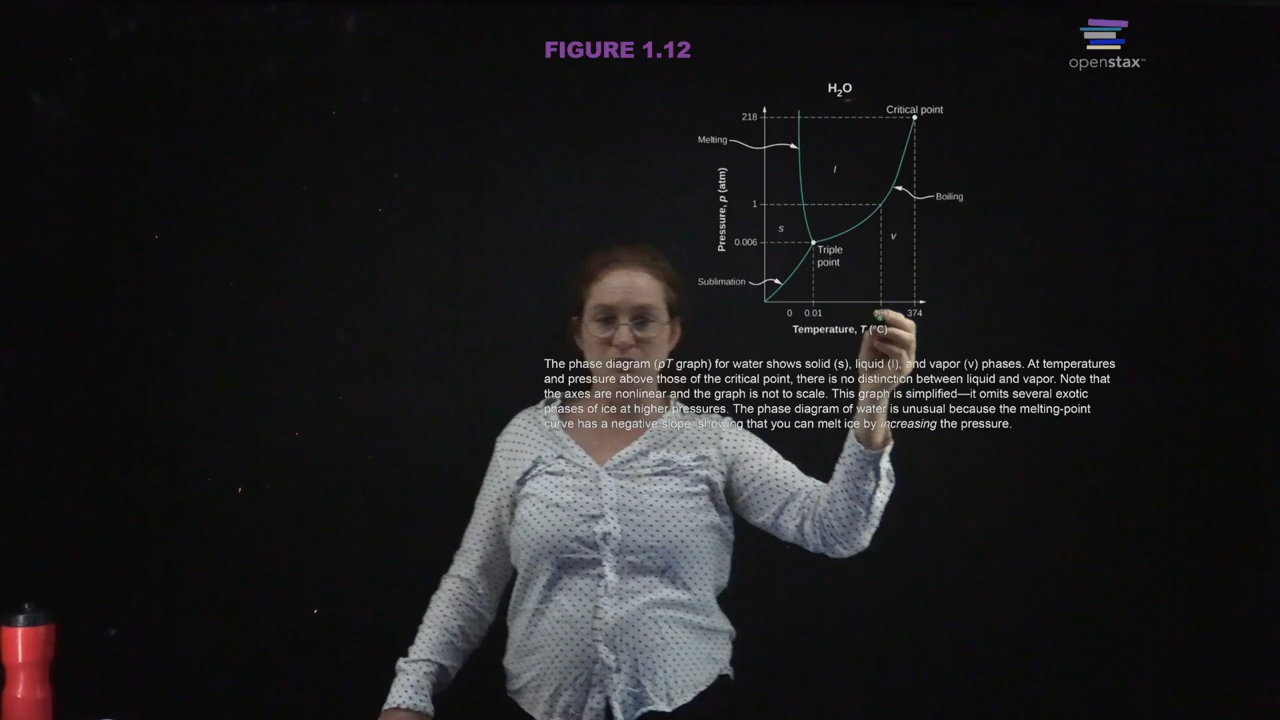 FIGURE 1.12
openstax™
H₂O
Critical point
218
Melting
l
Boiling
1
Pressure, p (atm)
s
v
0.006
Triple
point
Sublimation
0 0.01 374
Temperature, T (°C)
The phase diagram (pT graph) for water shows solid (s), liquid (l), and vapor (v) phases. At temperatures
and pressure above those of the critical point, there is no distinction between liquid and vapor. Note that
the axes are nonlinear and the graph is not to scale. This graph is simplified—it omits several exotic
phases of ice at higher pressures. The phase diagram of water is unusual because the melting-point
curve has a negative slope, showing that you can melt ice by increasing the pressure.